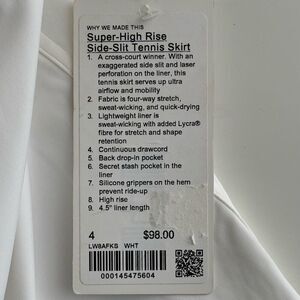 WHY WE MADE THIS
Super-High Rise
Side-Slit Tennis Skirt
1. A cross-court winner. With an
exaggerated side slit and laser
perforation on the liner, this
tennis skirt serves up ultra
airflow and mobility
2. Fabric is four-way stretch,
sweat-wicking, and quick-drying
3. Lightweight liner is
sweat-wicking with added Lycra®
fibre for stretch and shape
retention
4. Continuous drawcord
5. Back drop-in pocket
6. Secret stash pocket in the
liner
7. Silicone grippers on the hem
prevent ride-up
8. High rise
9. 4.5" liner length
4 $98.00
LW8AFKS WHT
000145475604